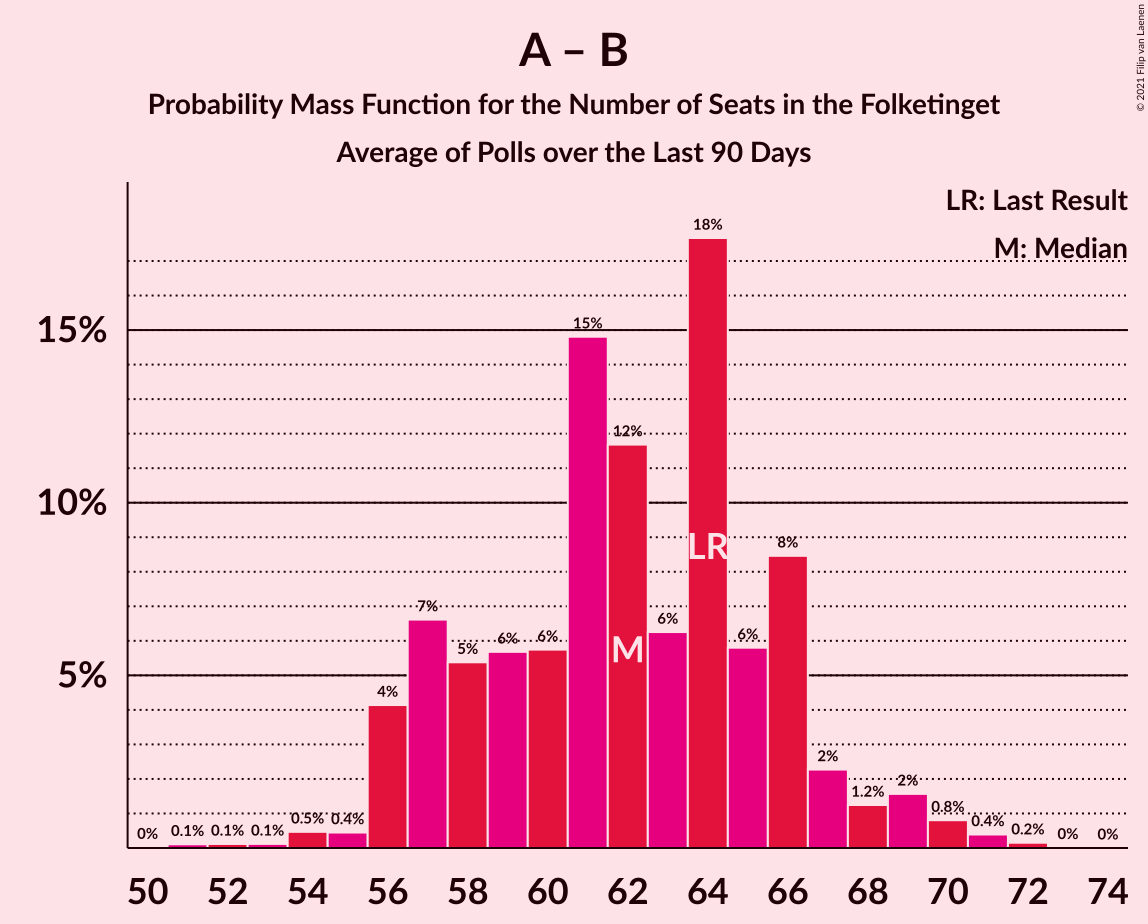 A – B
Probability Mass Function for the Number of Seats in the Folketinget
Average of Polls over the Last 90 Days
© 2021 Filip van Laenen
LR: Last Result
M: Median
15%
10%
5%
0% 0.1% 0.1% 0.1% 0.5% 0.4% 4% 7% 5% 6% 6% 15% 12% 6% 18% 6% 8% 2% 1.2% 2% 0.8% 0.4% 0.2% 0% 0%
LR
M
50 52 54 56 58 60 62 64 66 68 70 72 74